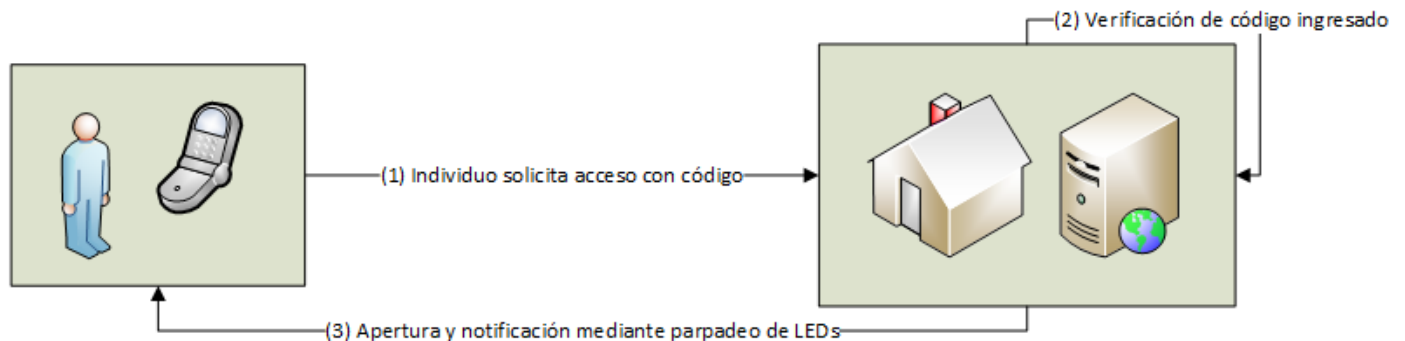 (2) Verificación de código ingresado
(1) Individuo solicita acceso con código
(3) Apertura y notificación mediante parpadeo de LEDs